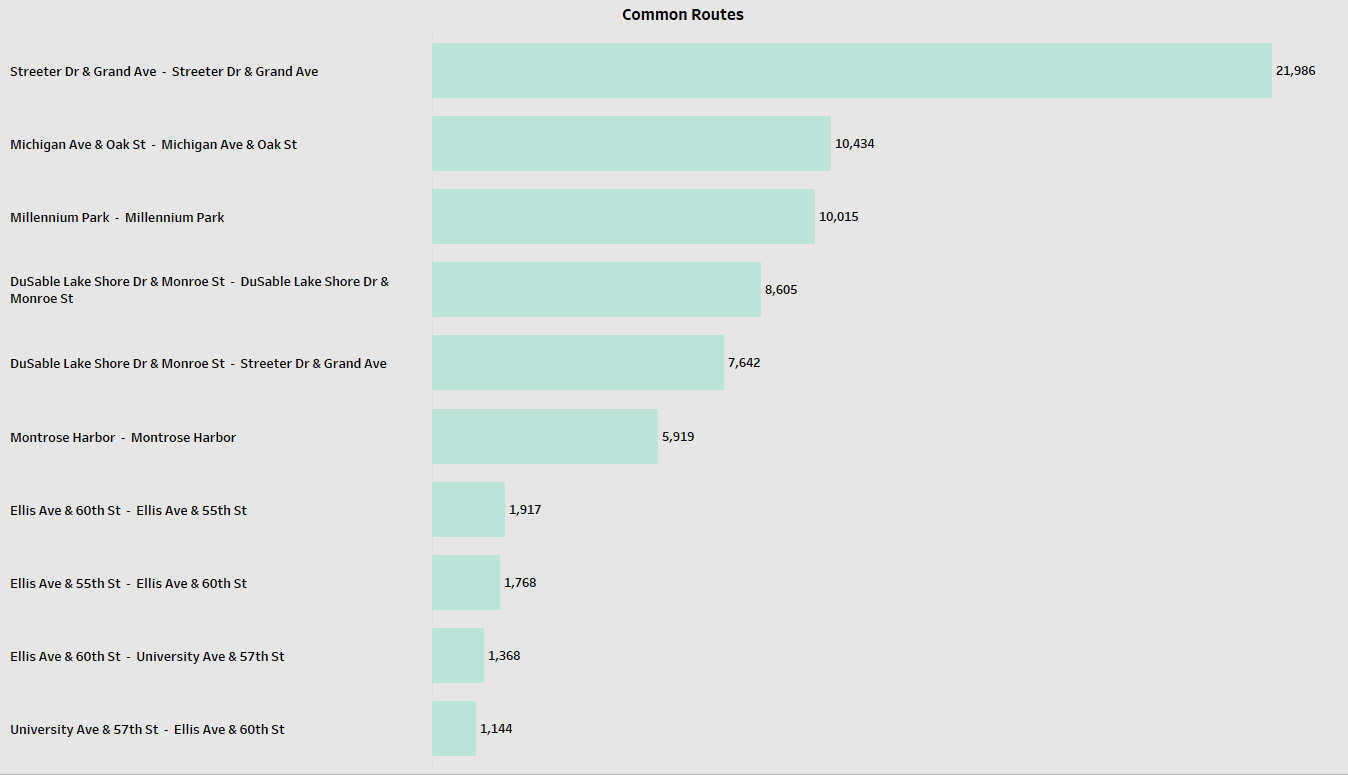 Common Routes
Streeter Dr & Grand Ave - Streeter Dr & Grand Ave
21,986
Michigan Ave & Oak St - Michigan Ave & Oak St
10,434
Millennium Park - Millennium Park
10,015
DuSable Lake Shore Dr & Monroe St - DuSable Lake Shore Dr &
Monroe St
8,605
DuSable Lake Shore Dr & Monroe St - Streeter Dr & Grand Ave
7,642
Montrose Harbor - Montrose Harbor
5,919
Ellis Ave & 60th St - Ellis Ave & 55th St
1,917
Ellis Ave & 55th St - Ellis Ave & 60th St
1,768
Ellis Ave & 60th St - University Ave & 57th St
1,368
University Ave & 57th St - Ellis Ave & 60th St
1,144